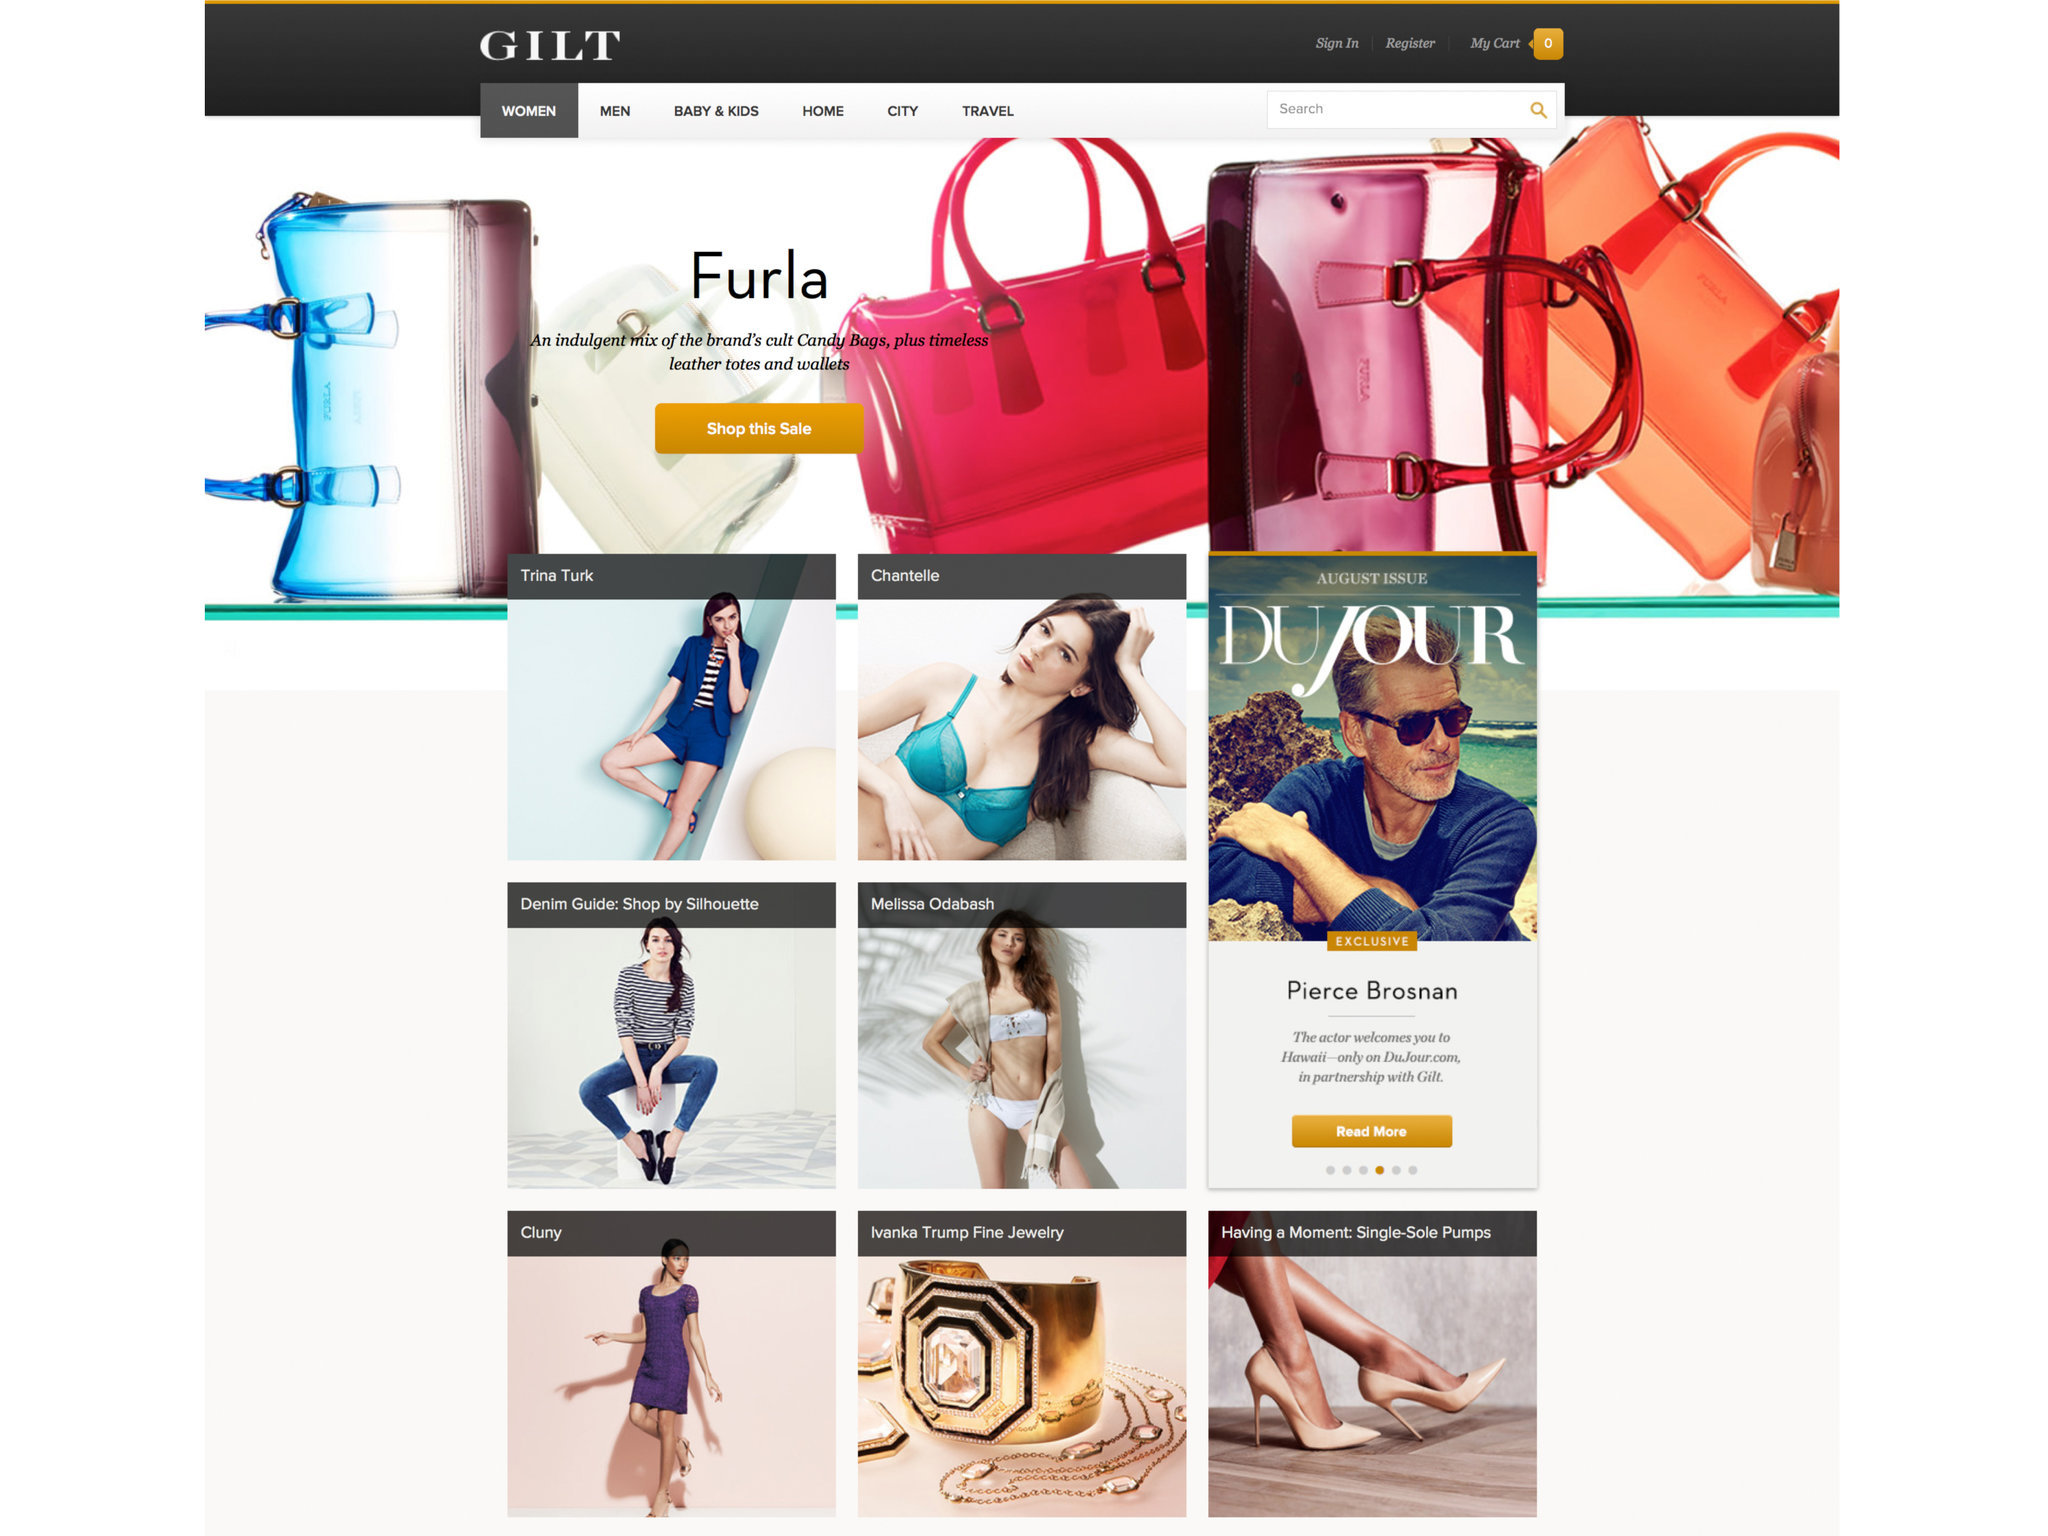 GILT
Sign In
Register
My Cart
0
WOMEN
MEN
BABY & KIDS
HOME
CITY
TRAVEL
Search
Furla
An indulgent mix of the brand's cult Candy Bags, plus timeless
leather totes and wallets
Shop this Sale
FURLA
FURLA
FURLA
Trina Turk
Chantelle
AUGUST ISSUE
DUJOUR
Denim Guide: Shop by Silhouette
Melissa Odabash
EXCLUSIVE
Pierce Brosnan
The actor welcomes you to
Hawaii—only on DuJour.com,
in partnership with Gilt.
Read More
Cluny
Ivanka Trump Fine Jewelry
Having a Moment: Single-Sole Pumps